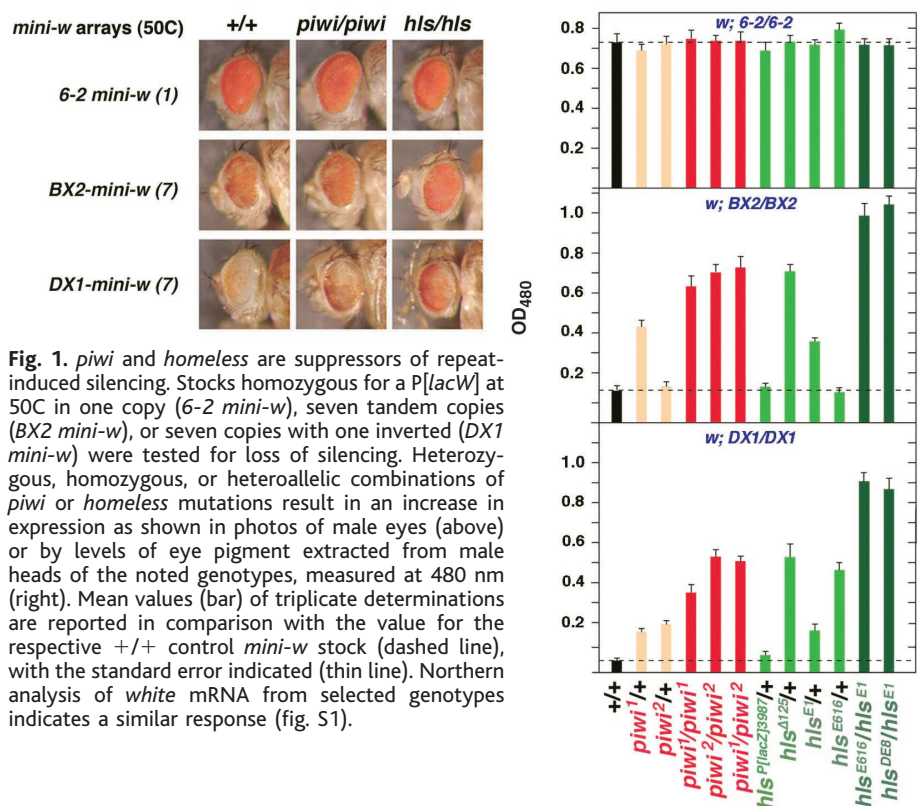 mini-w arrays (50C) +/+ piwi/piwi hls/hls
6-2 mini-w (1)
BX2-mini-w (7)
DX1-mini-w (7)
Fig. 1. piwi and homeless are suppressors of repeat-
induced silencing. Stocks homozygous for a P[lacW] at
50C in one copy (6-2 mini-w), seven tandem copies
(BX2 mini-w), or seven copies with one inverted (DX1
mini-w) were tested for loss of silencing. Heterozy-
gous, homozygous, or heteroallelic combinations of
piwi or homeless mutations result in an increase in
expression as shown in photos of male eyes (above)
or by levels of eye pigment extracted from male
heads of the noted genotypes, measured at 480 nm
(right). Mean values (bar) of triplicate determinations
are reported in comparison with the value for the
respective +/+ control mini-w stock (dashed line),
with the standard error indicated (thin line). Northern
analysis of white mRNA from selected genotypes
indicates a similar response (fig. S1).
OD480
w; 6-2/6-2
0.8
0.6
0.4
0.2
w; BX2/BX2
1.0
0.8
0.4
0.2
w; DX1/DX1
1.0
0.8
0.4
0.2
+/+
piwi1/+
piwi2/+
piwi1/piwi1
piwi2/piwi2
piwi1/piwi2
hlsP[lacZ]3987/+
hlsΔ125/+
hlsE1/+
hlsE616/+
hlsE616/hlsE1
hlsDE8/hlsE1